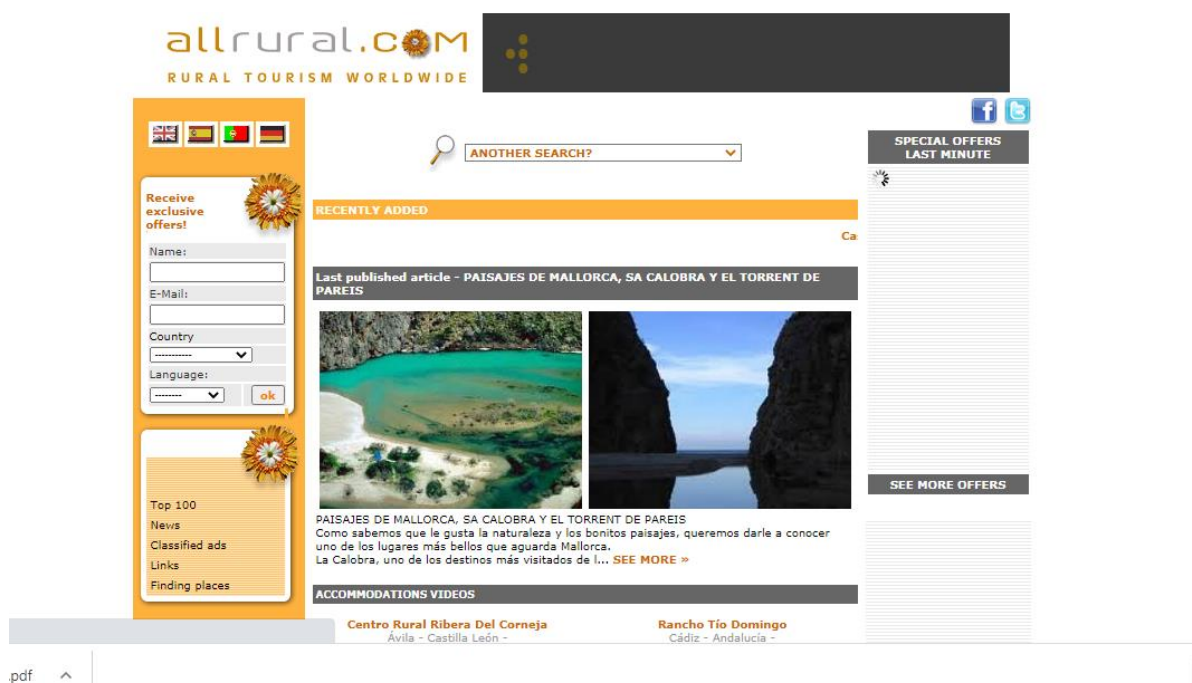 allrural.com
RURAL TOURISM WORLDWIDE
ANOTHER SEARCH?
Receive
exclusive
offers!
Name:
E-Mail:
Country
-----------
Language:
--------
ok
Top 100
News
Classified ads
Links
Finding places
RECENTLY ADDED
Ca
Last published article - PAISAJES DE MALLORCA, SA CALOBRA Y EL TORRENT DE
PAREIS
PAISAJES DE MALLORCA, SA CALOBRA Y EL TORRENT DE PAREIS
Como sabemos que le gusta la naturaleza y los bonitos paisajes, queremos darle a conocer
uno de los lugares más bellos que aguarda Mallorca.
La Calobra, uno de los destinos más visitados de l... SEE MORE »
ACCOMMODATIONS VIDEOS
Centro Rural Ribera Del Corneja
Ávila - Castilla León -
Rancho Tío Domingo
Cádiz - Andalucía -
SPECIAL OFFERS
LAST MINUTE
SEE MORE OFFERS
.pdf